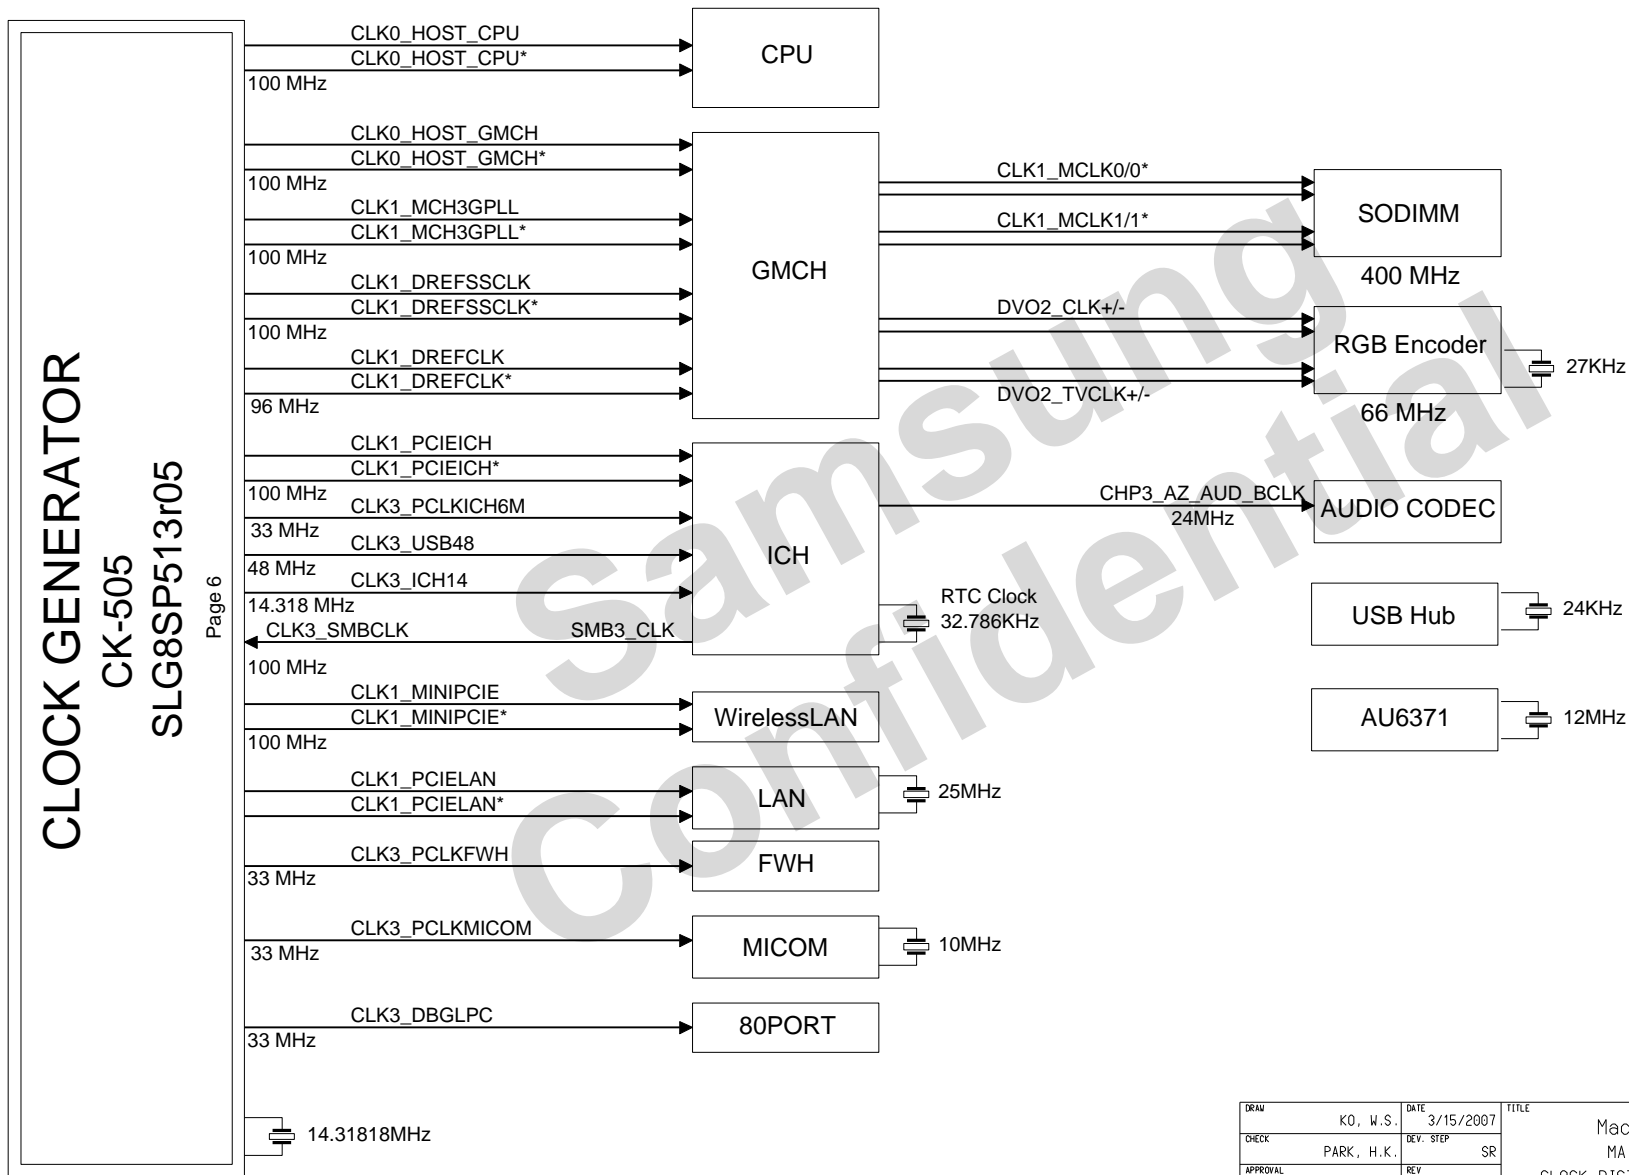 CLOCK GENERATOR
CK-505
SLG8SP513r05
Page 6
CLK0_HOST_CPU
CLK0_HOST_CPU*
100 MHz
CPU
CLK0_HOST_GMCH
CLK0_HOST_GMCH*
100 MHz
CLK1_MCH3GPLL
CLK1_MCH3GPLL*
100 MHz
CLK1_DREFSSCLK
CLK1_DREFSSCLK*
100 MHz
CLK1_DREFCLK
CLK1_DREFCLK*
96 MHz
GMCH
CLK1_MCLK0/0*
CLK1_MCLK1/1*
SODIMM
400 MHz
DVO2_CLK+/-
DVO2_TVCLK+/-
RGB Encoder
27KHz
66 MHz
CLK1_PCIEICH
CLK1_PCIEICH*
100 MHz
CLK3_PCLKICH6M
33 MHz
CLK3_USB48
48 MHz
CLK3_ICH14
14.318 MHz
CLK3_SMBCLK
SMB3_CLK
100 MHz
ICH
CHP3_AZ_AUD_BCLK
24MHz
AUDIO CODEC
RTC Clock
32.786KHz
USB Hub
24KHz
AU6371
12MHz
CLK1_MINIPCIE
CLK1_MINIPCIE*
100 MHz
WirelessLAN
CLK1_PCIELAN
CLK1_PCIELAN*
LAN
25MHz
CLK3_PCLKFWH
33 MHz
FWH
CLK3_PCLKMICOM
33 MHz
MICOM
10MHz
CLK3_DBGLPC
33 MHz
80PORT
14.31818MHz
Samsung
Confidential
DRAW
KO, W.S.
DATE
3/15/2007
TITLE
Mac
CHECK
PARK, H.K.
DEV. STEP
SR
MA
APPROVAL
REV